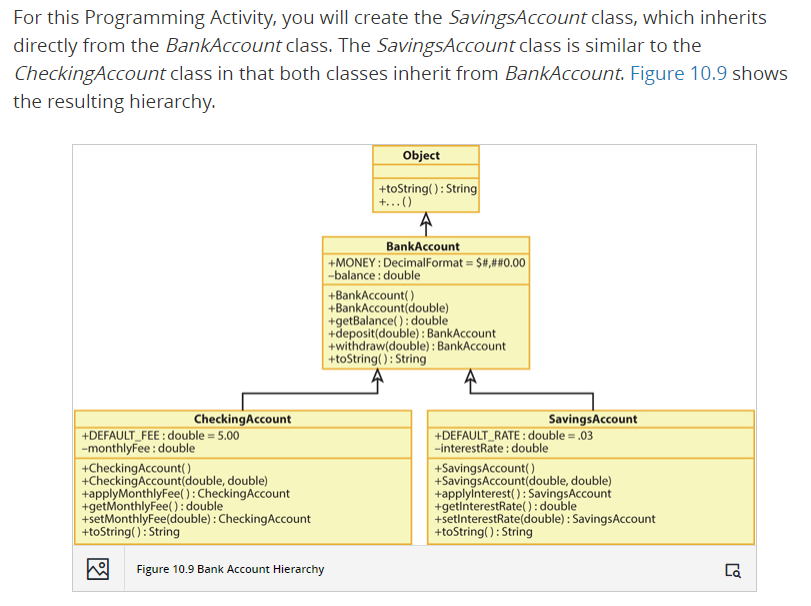 For this Programming Activity, you will create the SavingsAccount class, which inherits
directly from the BankAccount class. The SavingsAccount class is similar to the
CheckingAccount class in that both classes inherit from BankAccount. Figure 10.9 shows
the resulting hierarchy.
Object
+toString( ) : String
+. . . ( )
BankAccount
+MONEY : DecimalFormat = $#,##0.00
−balance : double
+BankAccount( )
+BankAccount(double)
+getBalance( ) : double
+deposit(double) : BankAccount
+withdraw(double) : BankAccount
+toString( ) : String
CheckingAccount
+DEFAULT_FEE : double = 5.00
−monthlyFee : double
+CheckingAccount( )
+CheckingAccount(double, double)
+applyMonthlyFee( ) : CheckingAccount
+getMonthlyFee( ) : double
+setMonthlyFee(double) : CheckingAccount
+toString( ) : String
SavingsAccount
+DEFAULT_RATE : double = .03
−interestRate : double
+SavingsAccount( )
+SavingsAccount(double, double)
+applyInterest( ) : SavingsAccount
+getInterestRate( ) : double
+setInterestRate(double) : SavingsAccount
+toString( ) : String
Figure 10.9 Bank Account Hierarchy